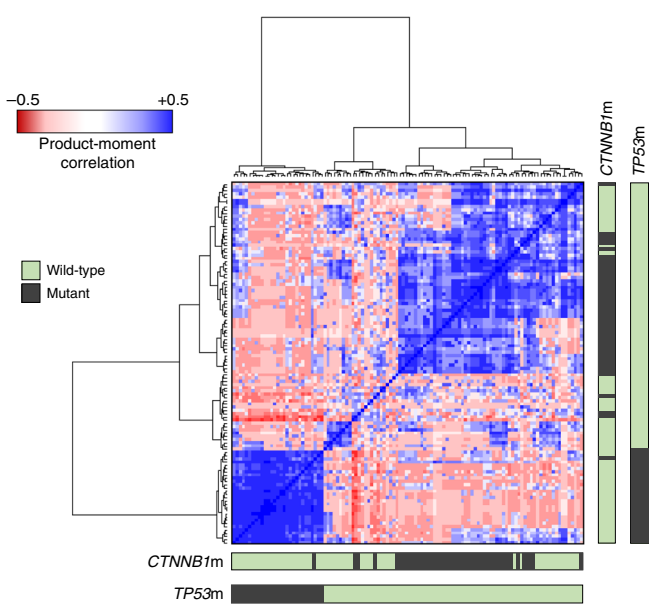 −0.5 +0.5
Product-moment
correlation
CTNNB1m
TP53m
Wild-type
Mutant
CTNNB1m
TP53m